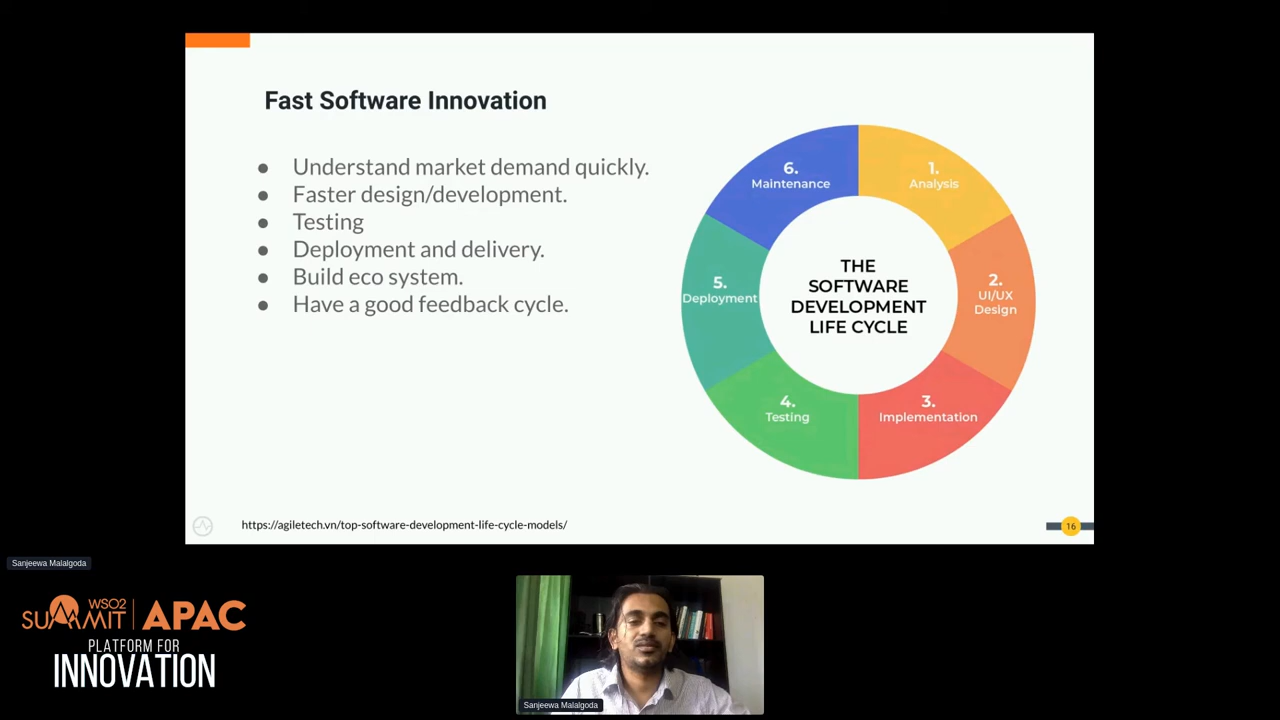 Fast Software Innovation
● Understand market demand quickly.
● Faster design/development.
● Testing
● Deployment and delivery.
● Build eco system.
● Have a good feedback cycle.
1.
Analysis
2.
UI/UX
Design
3.
Implementation
4.
Testing
5.
Deployment
6.
Maintenance
THE
SOFTWARE
DEVELOPMENT
LIFE CYCLE
https://agiletech.vn/top-software-development-life-cycle-models/
16
Sanjeewa Malalgoda
WSO2
SUMMIT APAC
PLATFORM FOR
INNOVATION
Sanjeewa Malalgoda